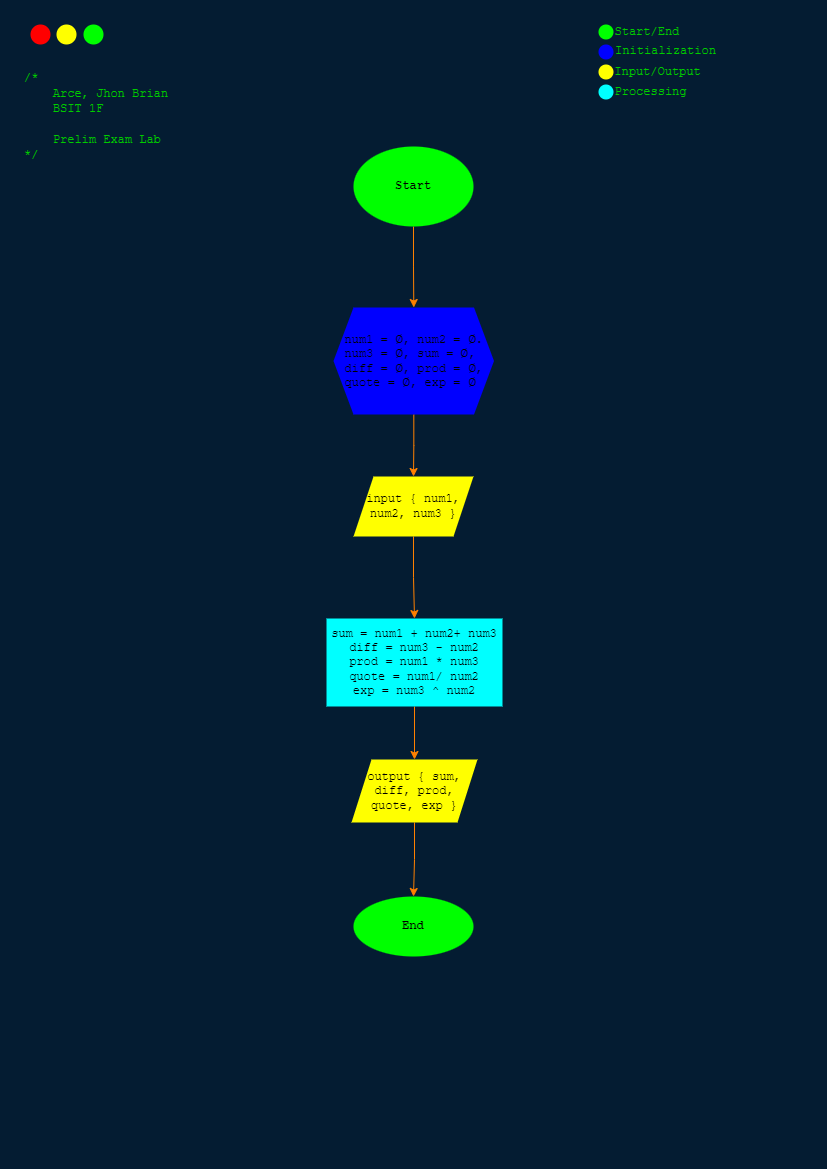 Start/End
Initialization
Input/Output
Processing
/*
Arce, Jhon Brian
BSIT 1F
Prelim Exam Lab
*/
Start
num1 = 0, num2 = 0,
num3 = 0, sum = 0,
diff = 0, prod = 0,
quote = 0, exp = 0
input { num1,
num2, num3 }
sum = num1 + num2+ num3
diff = num3 - num2
prod = num1 * num3
quote = num1/ num2
exp = num3 ^ num2
output { sum,
diff, prod,
quote, exp }
End